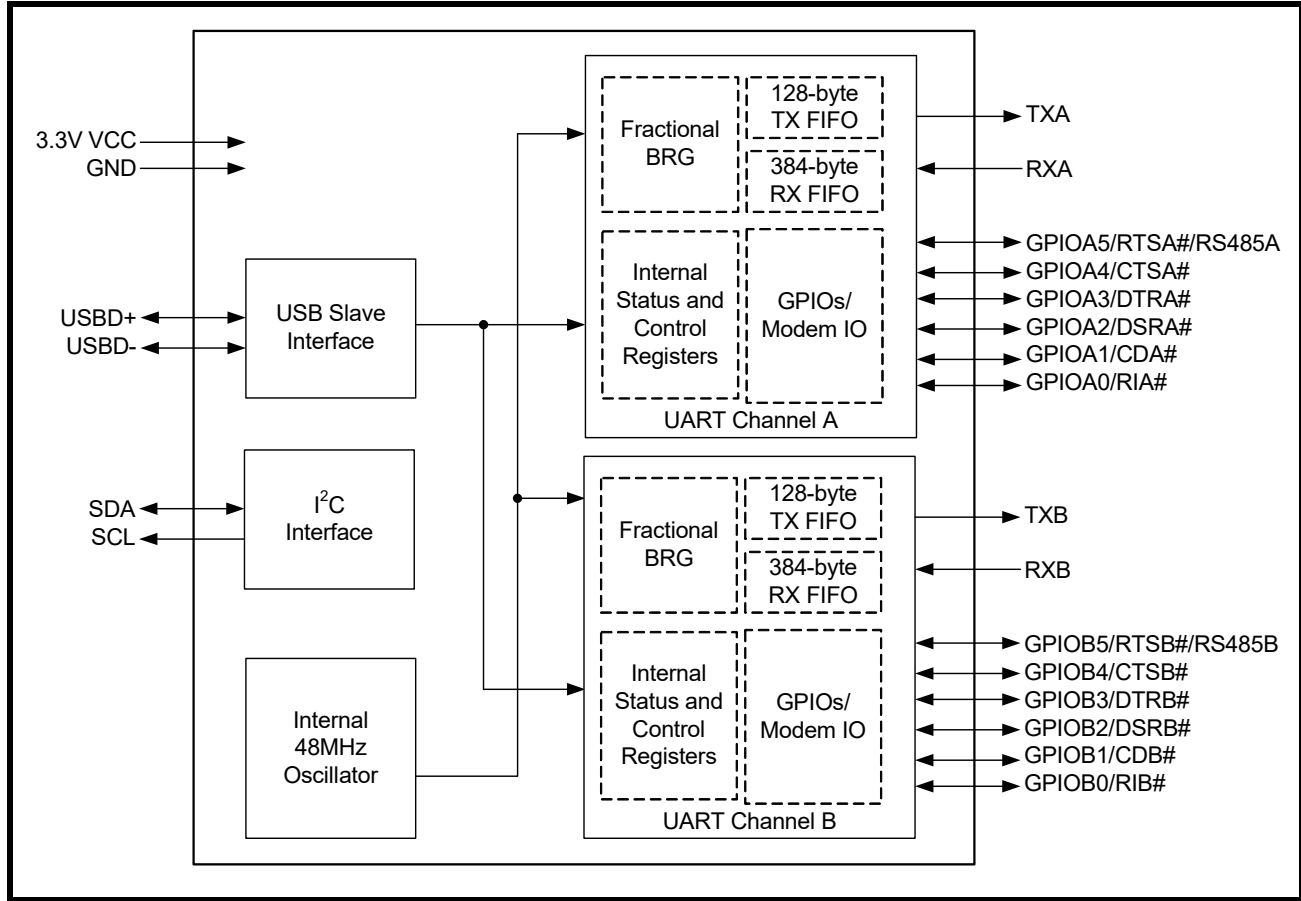 3.3V VCC
GND
USBD+
USBD-
USB Slave
Interface
SDA
SCL
I²C
Interface
Internal
48MHz
Oscillator
Fractional
BRG
128-byte
TX FIFO
384-byte
RX FIFO
Internal
Status and
Control
Registers
GPIOs/
Modem IO
UART Channel A
TXA
RXA
GPIOA5/RTSA#/RS485A
GPIOA4/CTSA#
GPIOA3/DTRA#
GPIOA2/DSRA#
GPIOA1/CDA#
GPIOA0/RIA#
Fractional
BRG
128-byte
TX FIFO
384-byte
RX FIFO
Internal
Status and
Control
Registers
GPIOs/
Modem IO
UART Channel B
TXB
RXB
GPIOB5/RTSB#/RS485B
GPIOB4/CTSB#
GPIOB3/DTRB#
GPIOB2/DSRB#
GPIOB1/CDB#
GPIOB0/RIB#